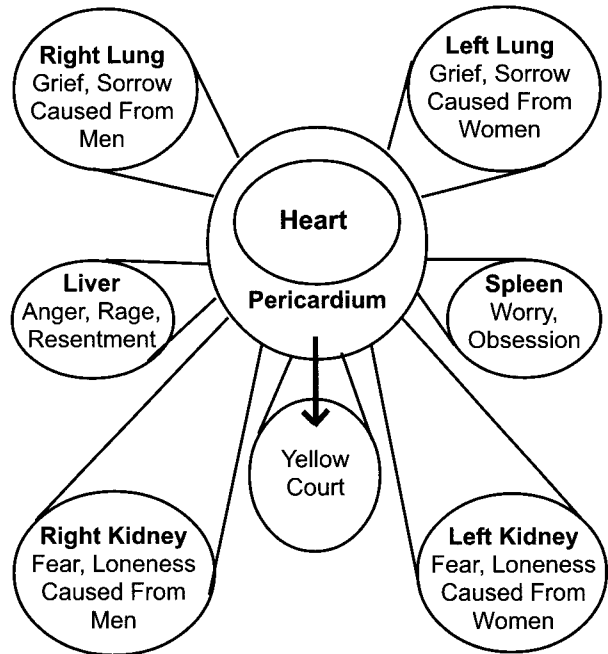 Right Lung
Grief, Sorrow
Caused From
Men
Left Lung
Grief, Sorrow
Caused From
Women
Heart
Pericardium
Liver
Anger, Rage,
Resentment
Spleen
Worry,
Obsession
Yellow
Court
Right Kidney
Fear, Loneness
Caused From
Men
Left Kidney
Fear, Loneness
Caused From
Women